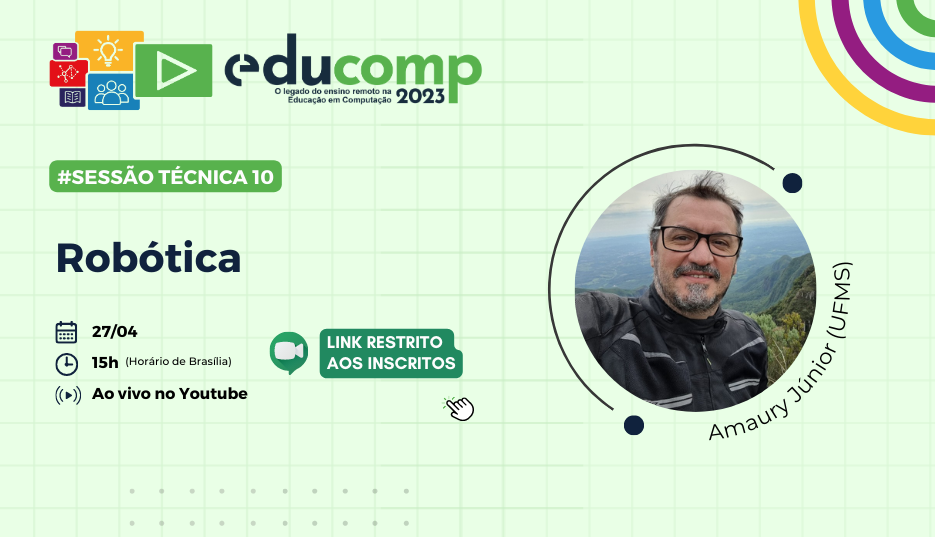 educomp
O legado do ensino remoto na
Educação em Computação 2023
#SESSÃO TÉCNICA 10
Robótica
27/04
15h (Horário de Brasília)
Ao vivo no Youtube
LINK RESTRITO
AOS INSCRITOS
Amaury Júnior (UFMS)